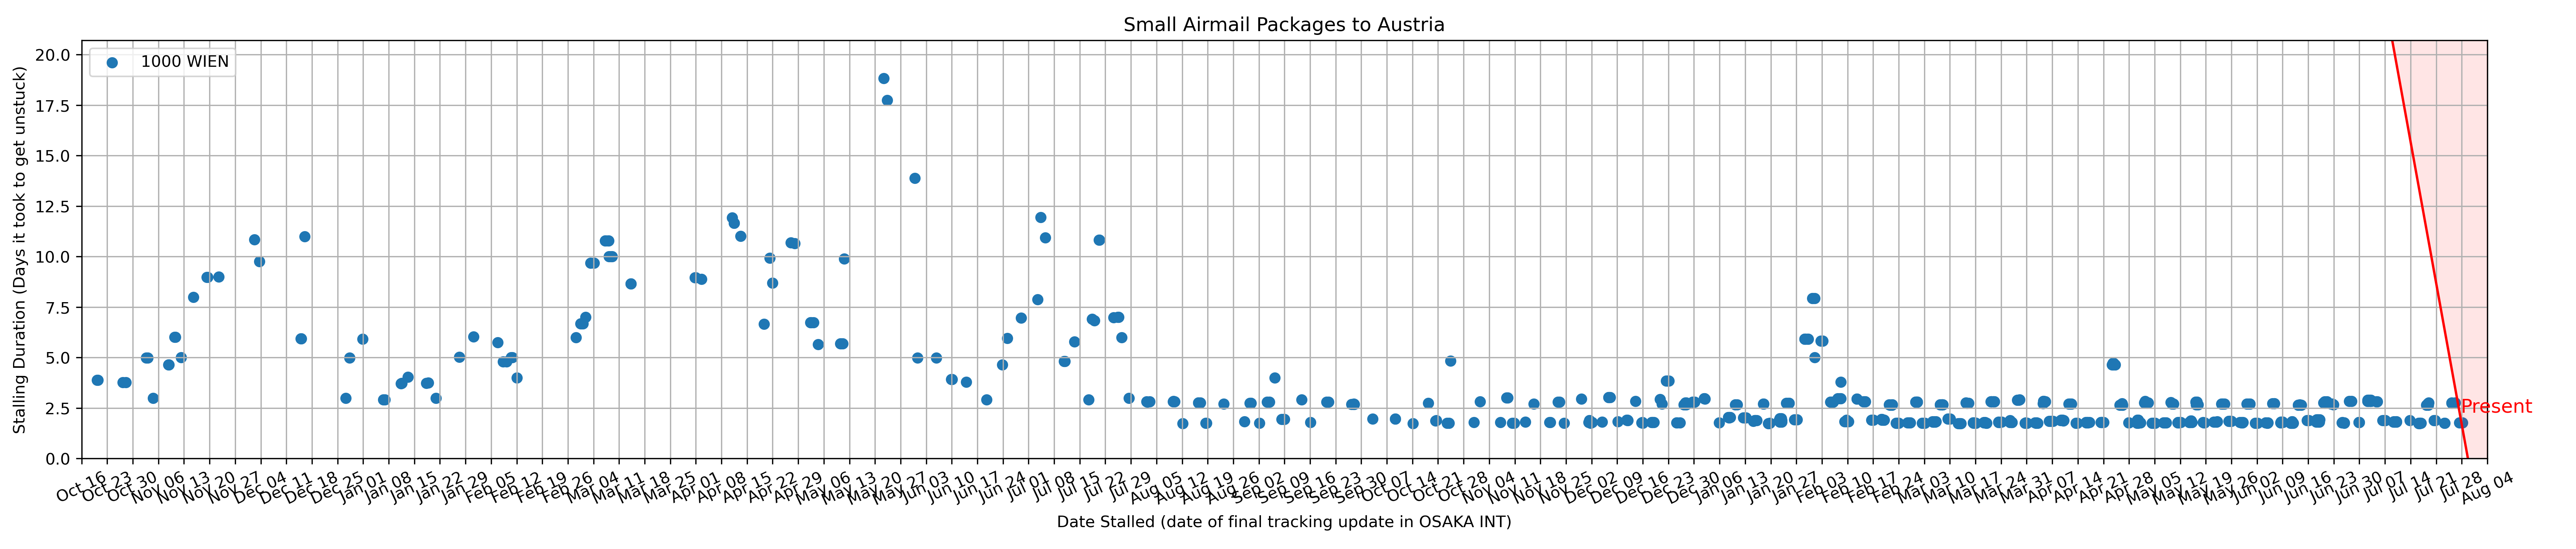 Small Airmail Packages to Austria
1000 WIEN
20.0
17.5
15.0
12.5
10.0
7.5
5.0
2.5
0.0
Stalling Duration (Days it took to get unstuck)
Present
Oct 16 Oct 23 Oct 30 Nov 06 Nov 13 Nov 20 Nov 27 Dec 04 Dec 11 Dec 18 Dec 25 Jan 01 Jan 08 Jan 15 Jan 22 Jan 29 Feb 05 Feb 12 Feb 19 Feb 26 Mar 04 Mar 11 Mar 18 Mar 25 Apr 01 Apr 08 Apr 15 Apr 22 Apr 29 May 06 May 13 May 20 May 27 Jun 03 Jun 10 Jun 17 Jun 24 Jul 01 Jul 08 Jul 15 Jul 22 Jul 29 Aug 05 Aug 12 Aug 19 Aug 26 Sep 02 Sep 09 Sep 16 Sep 23 Sep 30 Oct 07 Oct 14 Oct 21 Oct 28 Nov 04 Nov 11 Nov 18 Nov 25 Dec 02 Dec 09 Dec 16 Dec 23 Dec 30 Jan 06 Jan 13 Jan 20 Jan 27 Feb 03 Feb 10 Feb 17 Feb 24 Mar 03 Mar 10 Mar 17 Mar 24 Mar 31 Apr 07 Apr 14 Apr 21 Apr 28 May 05 May 12 May 19 May 26 Jun 02 Jun 09 Jun 16 Jun 23 Jun 30 Jul 07 Jul 14 Jul 21 Jul 28 Aug 04
Date Stalled (date of final tracking update in OSAKA INT)